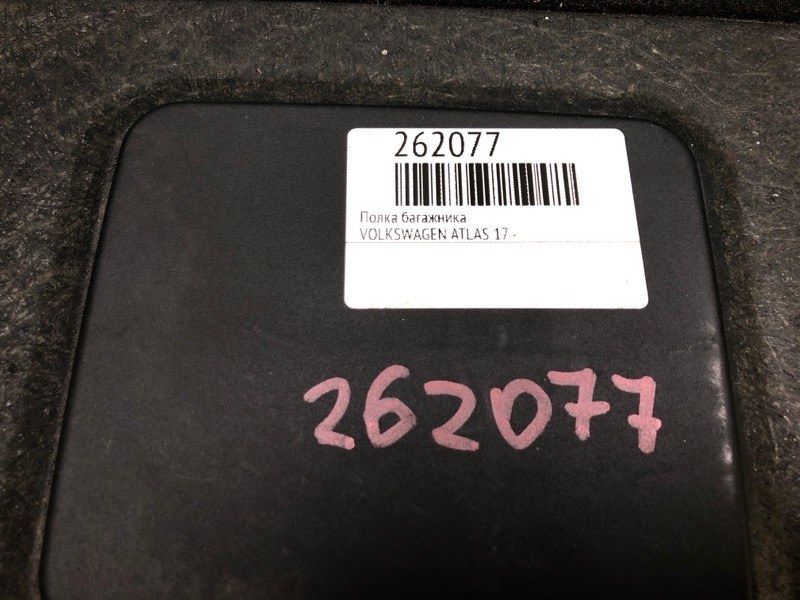 262077
Полка багажника
VOLKSWAGEN ATLAS 17 -
262077